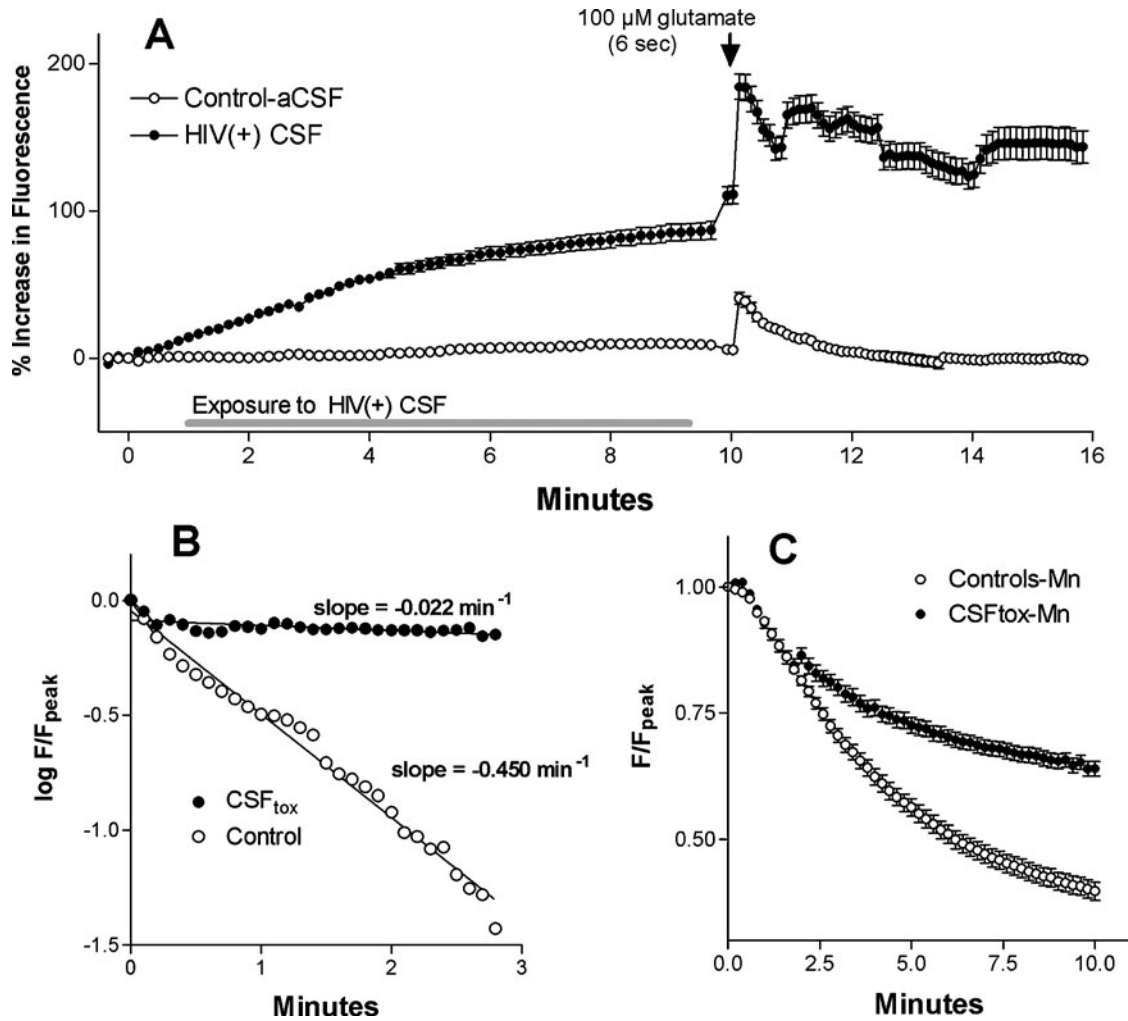 A
100 µM glutamate
(6 sec)
Control-aCSF
HIV(+) CSF
% Increase in Fluorescence
200
100
0
Exposure to HIV(+) CSF
0 2 4 6 8 10 12 14 16
Minutes
B
slope = -0.022 min-1
slope = -0.450 min-1
CSFtox
Control
log F/Fpeak
0.0
-0.5
-1.0
-1.5
0 1 2 3
Minutes
C
Controls-Mn
CSFtox-Mn
F/Fpeak
1.00
0.75
0.50
0.0 2.5 5.0 7.5 10.0
Minutes